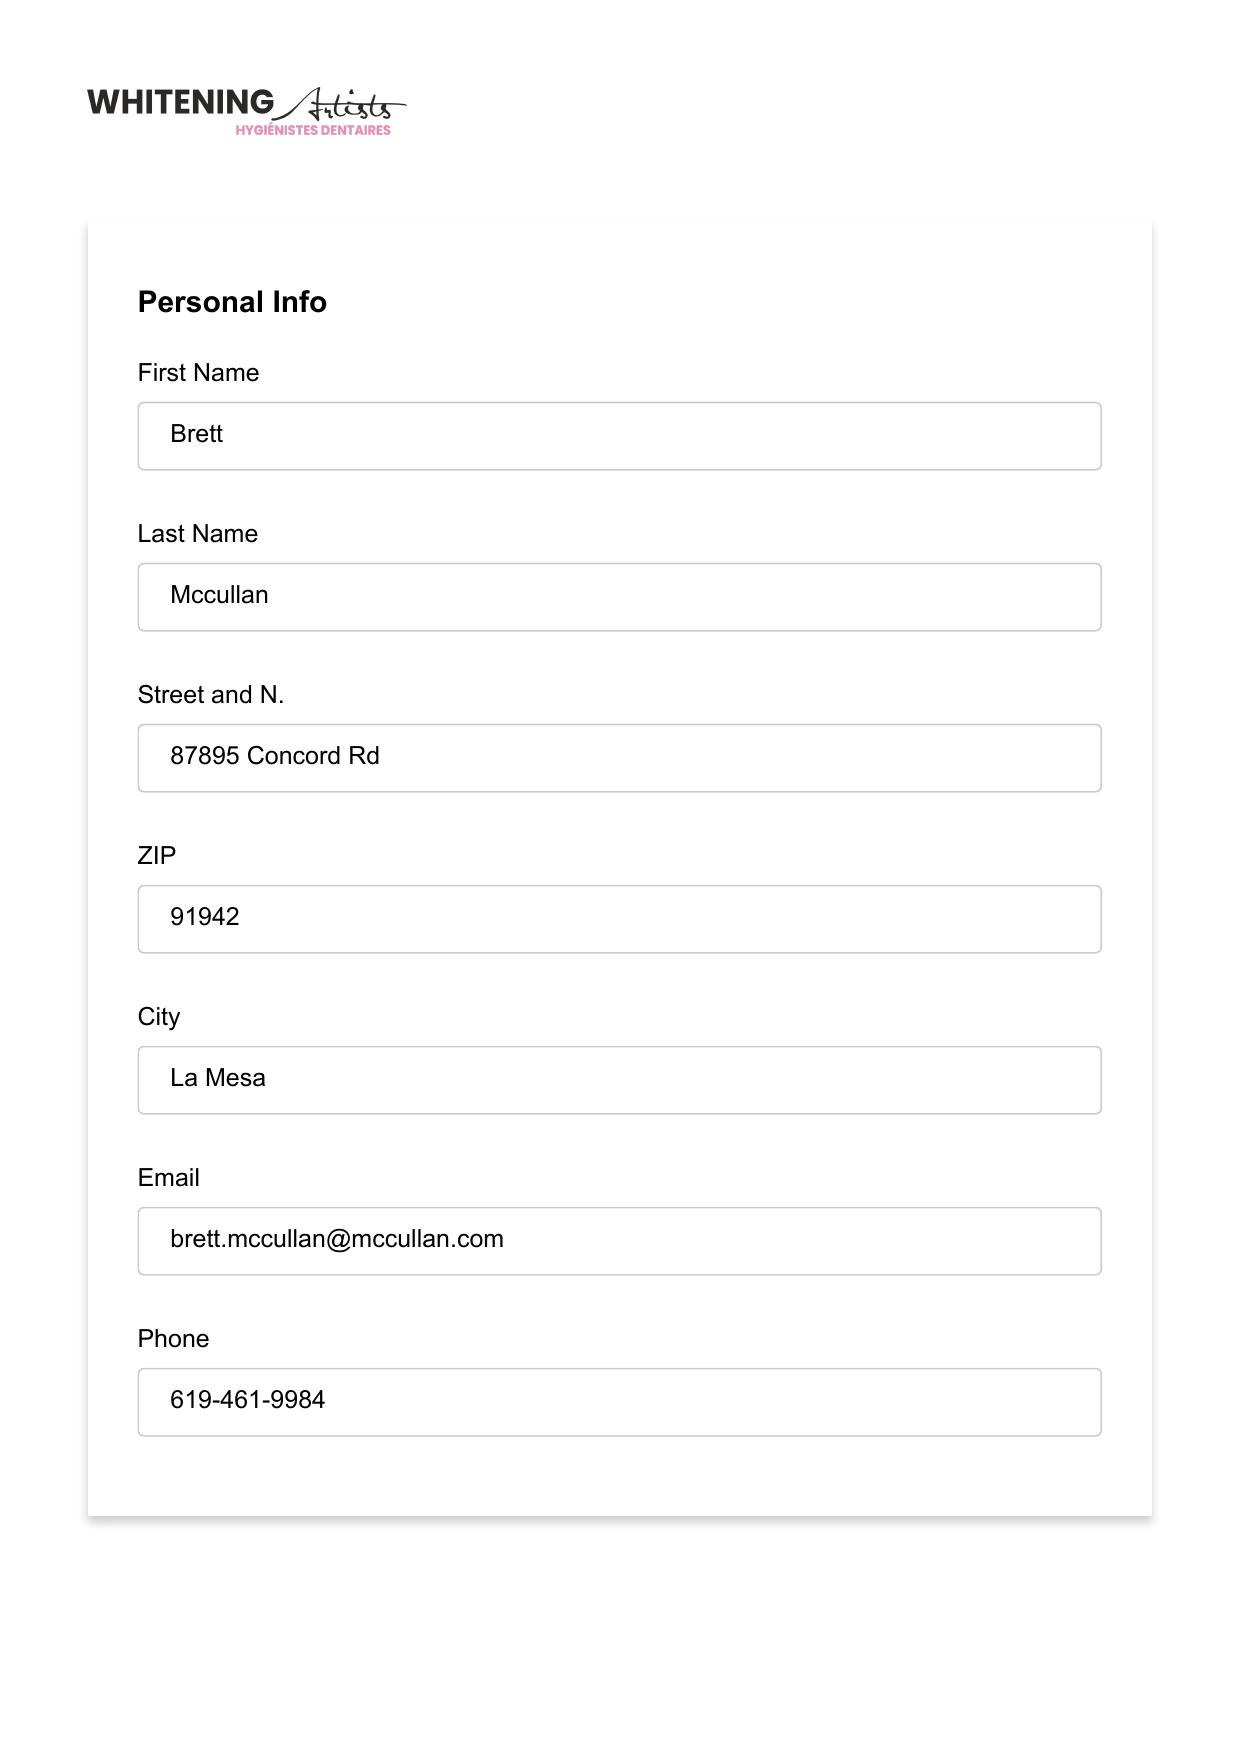 WHITENING Artists
HYGIÉNISTES DENTAIRES
Personal Info
First Name
Brett
Last Name
Mccullan
Street and N.
87895 Concord Rd
ZIP
91942
City
La Mesa
Email
brett.mccullan@mccullan.com
Phone
619-461-9984